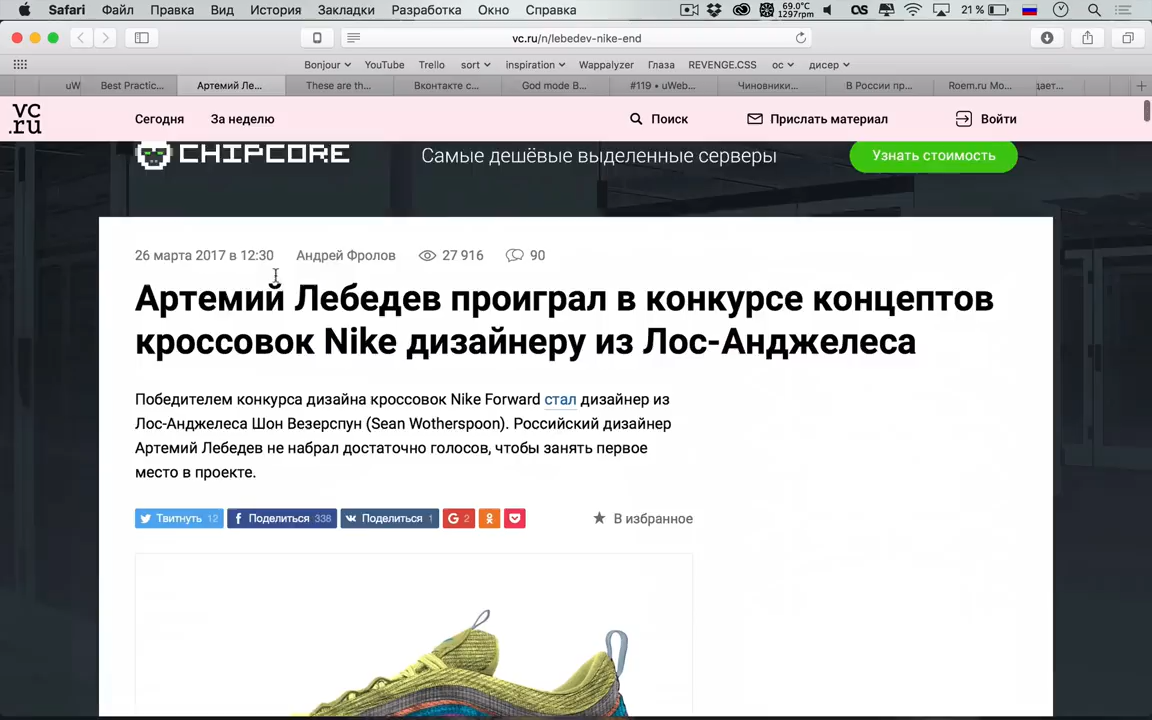 Safari Файл Правка Вид История Закладки Разработка Окно Справка 69.0°C 1297rpm 21 %
vc.ru/n/lebedev-nike-end
Bonjour YouTube Trello sort inspiration Wappalyzer Глаза REVENGE.CSS ос дисер
uW Best Practic... Артемий Ле... These are th... Вконтакте с... God mode B... #119 • uWeb... Чиновники... В России пр... Roem.ru Mo... дает...
vc.ru
Сегодня За неделю Поиск Прислать материал Войти
CHIPCORE Самые дешёвые выделенные серверы Узнать стоимость
26 марта 2017 в 12:30 Андрей Фролов 27 916 90
Артемий Лебедев проиграл в конкурсе концептов
кроссовок Nike дизайнеру из Лос-Анджелеса
Победителем конкурса дизайна кроссовок Nike Forward стал дизайнер из
Лос-Анджелеса Шон Везерспун (Sean Wotherspoon). Российский дизайнер
Артемий Лебедев не набрал достаточно голосов, чтобы занять первое
место в проекте.
Твитнуть 12 Поделиться 338 Поделиться 1 G 2 В избранное